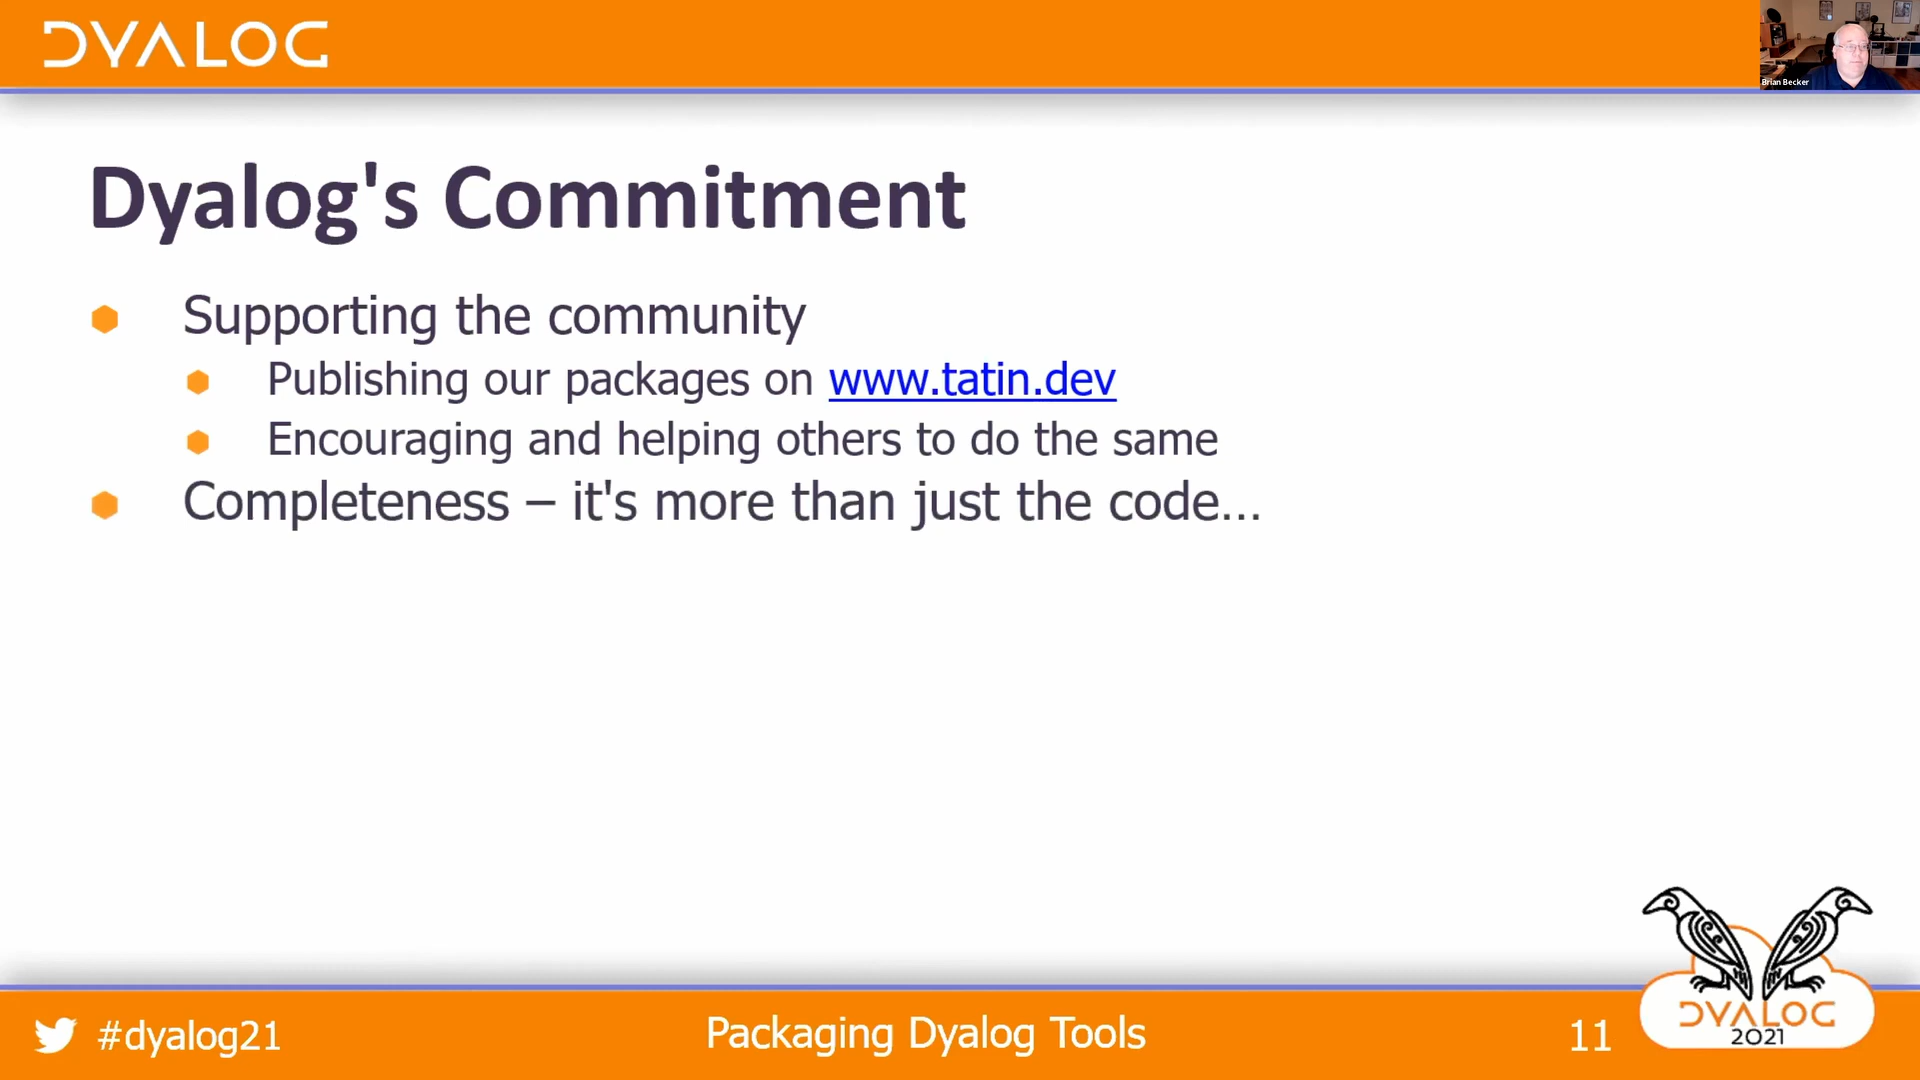 DYALOG
Brian Becker
Dyalog's Commitment
Supporting the community
Publishing our packages on www.tatin.dev
Encouraging and helping others to do the same
Completeness – it's more than just the code...
#dyalog21
Packaging Dyalog Tools
11
DYALOG
2021